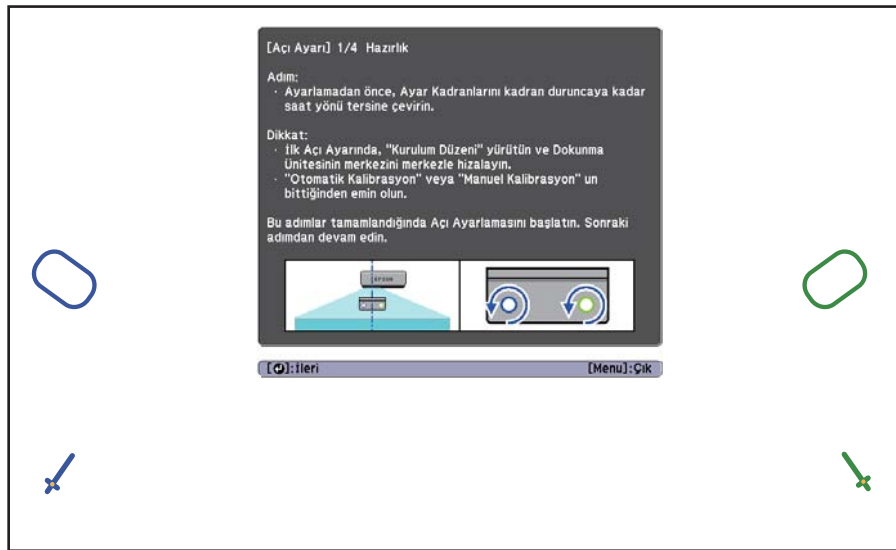 [Açı Ayarı] 1/4 Hazırlık
Adım:
· Ayarlamadan önce, Ayar Kadranlarını kadran duruncaya kadar
saat yönü tersine çevirin.
Dikkat:
· İlk Açı Ayarında, "Kurulum Düzeni" yürütün ve Dokunma
Ünitesinin merkezini merkezle hizalayın.
· "Otomatik Kalibrasyon" veya "Manuel Kalibrasyon" un
bittiğinden emin olun.
Bu adımlar tamamlandığında Açı Ayarlamasını başlatın. Sonraki
adımdan devam edin.
EPSON
[↵]:İleri [Menu]:Çık